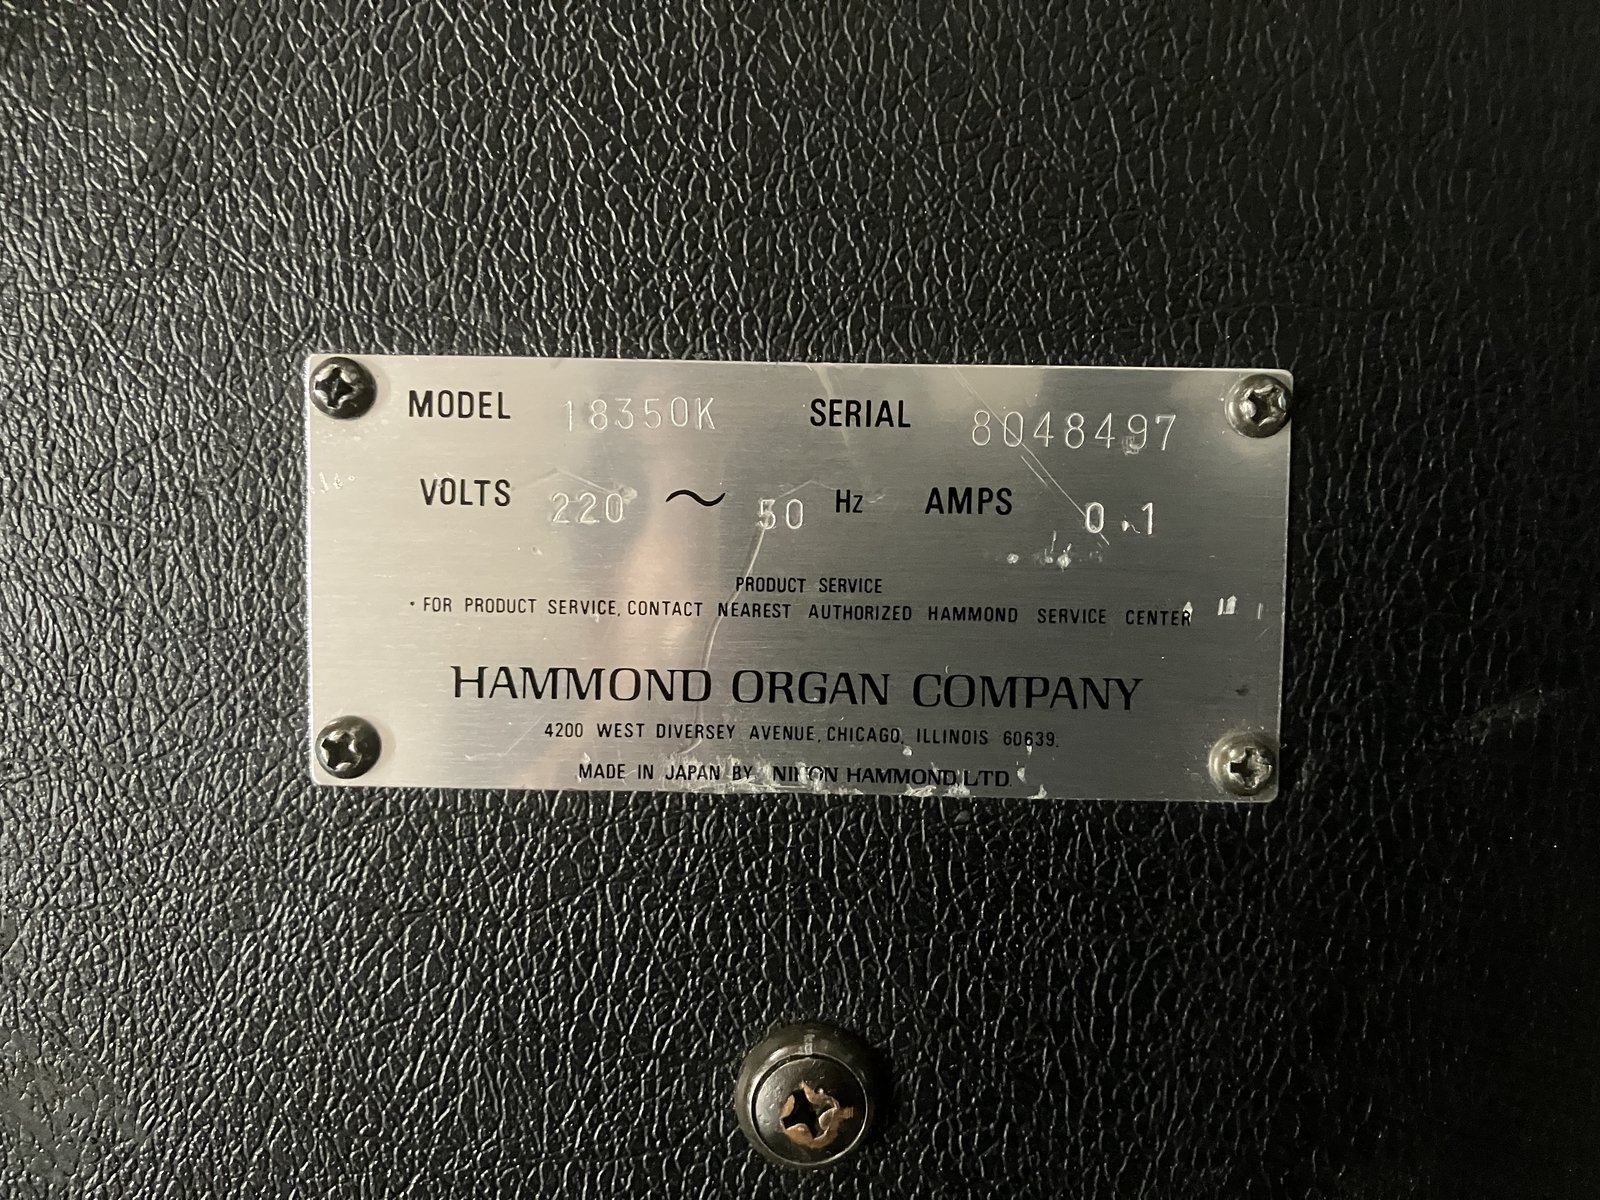 MODEL 18350K SERIAL 8048497
VOLTS 220 ~ 50 Hz AMPS 0.1
PRODUCT SERVICE
· FOR PRODUCT SERVICE, CONTACT NEAREST AUTHORIZED HAMMOND SERVICE CENTER
HAMMOND ORGAN COMPANY
4200 WEST DIVERSEY AVENUE, CHICAGO, ILLINOIS 60639.
MADE IN JAPAN BY NIHON HAMMOND LTD.